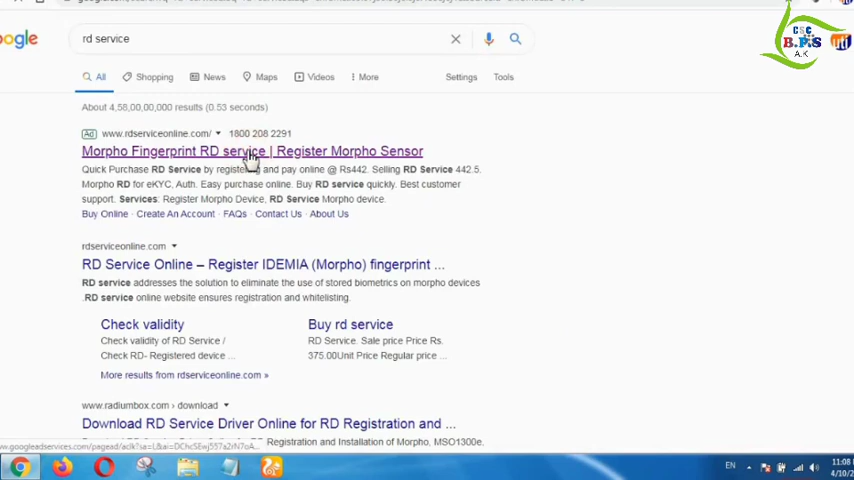 CSC
B.P.S
A.K
rd service
All Shopping News Maps Videos More Settings Tools
About 4,58,00,00,000 results (0.53 seconds)
Ad www.rdserviceonline.com/ 1800 208 2291
Morpho Fingerprint RD service | Register Morpho Sensor
Quick Purchase RD Service by registering and pay online @ Rs442. Selling RD Service 442.5.
Morpho RD for eKYC, Auth. Easy purchase online. Buy RD service quickly. Best customer
support. Services: Register Morpho Device, RD Service Morpho device.
Buy Online · Create An Account · FAQs · Contact Us · About Us
rdserviceonline.com
RD Service Online – Register IDEMIA (Morpho) fingerprint ...
RD service addresses the solution to eliminate the use of stored biometrics on morpho devices
.RD service online website ensures registration and whitelisting.
Check validity Buy rd service
Check validity of RD Service / RD Service. Sale price Price Rs.
Check RD- Registered device ... 375.00Unit Price Regular price ...
More results from rdserviceonline.com »
www.radiumbox.com › download
Download RD Service Driver Online for RD Registration and ...
Registration and Installation of Morpho, MSO1300e.
EN 11:08
4/10/2